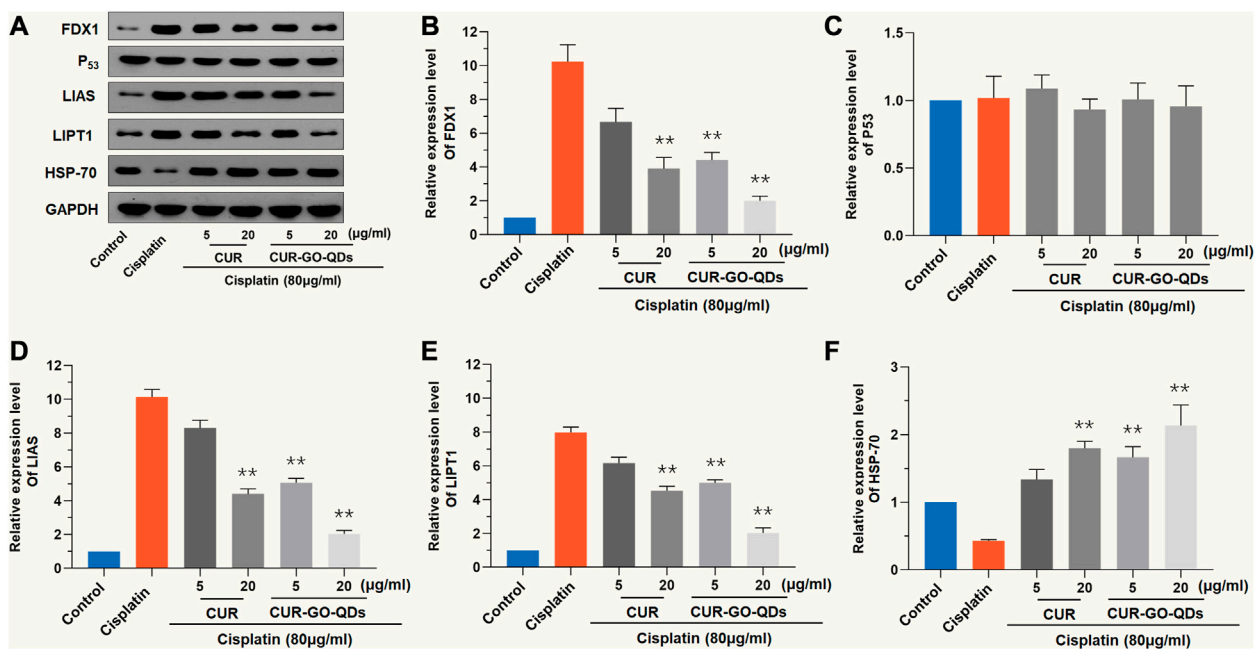 A
FDX1
P53
LIAS
LIPT1
HSP-70
GAPDH
Control
Cisplatin
5 20 5 20 (μg/ml)
CUR CUR-GO-QDs
Cisplatin (80μg/ml)
B
Relative expression level
Of FDX1
12
10
8
6
4
2
0
** ** **
Control
Cisplatin
5 20 5 20 (μg/ml)
CUR CUR-GO-QDs
Cisplatin (80μg/ml)
C
Relative expression level
of P53
1.5
1.0
0.5
0.0
Control
Cisplatin
5 20 5 20 (μg/ml)
CUR CUR-GO-QDs
Cisplatin (80μg/ml)
D
Relative expression level
Of LIAS
12
10
8
6
4
2
0
** ** **
Control
Cisplatin
5 20 5 20 (μg/ml)
CUR CUR-GO-QDs
Cisplatin (80μg/ml)
E
Relative expression level
Of LIPT1
12
10
8
6
4
2
0
** ** **
Control
Cisplatin
5 20 5 20 (μg/ml)
CUR CUR-GO-QDs
Cisplatin (80μg/ml)
F
Relative expression level
Of HSP-70
3
2
1
0
** ** **
Control
Cisplatin
5 20 5 20 (μg/ml)
CUR CUR-GO-QDs
Cisplatin (80μg/ml)